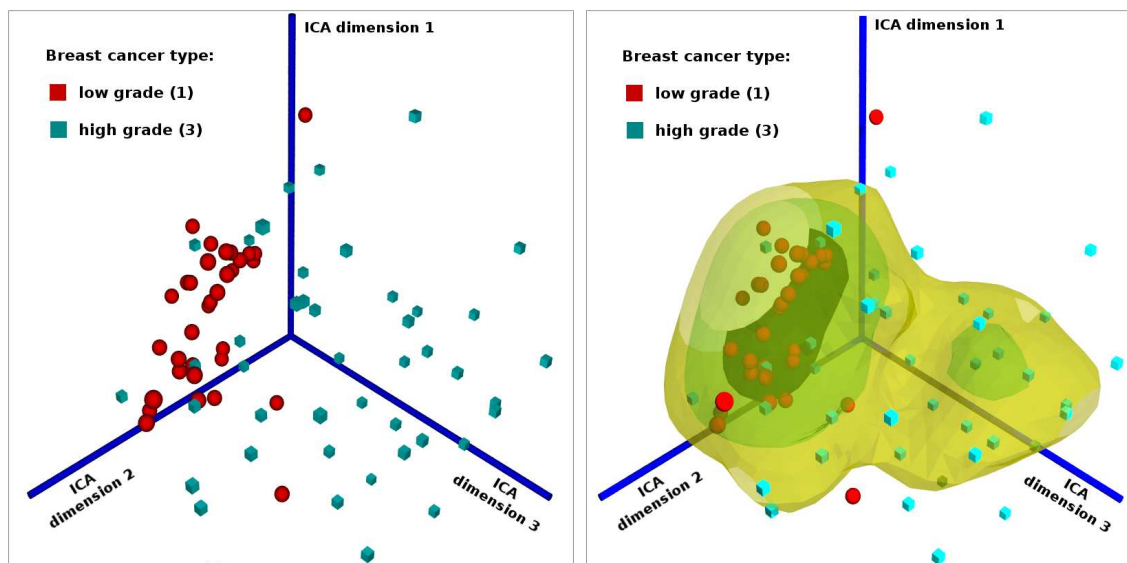 ICA dimension 1
Breast cancer type:
low grade (1)
high grade (3)
ICA
dimension 2
ICA
dimension 3
ICA dimension 1
Breast cancer type:
low grade (1)
high grade (3)
ICA
dimension 2
ICA
dimension 3